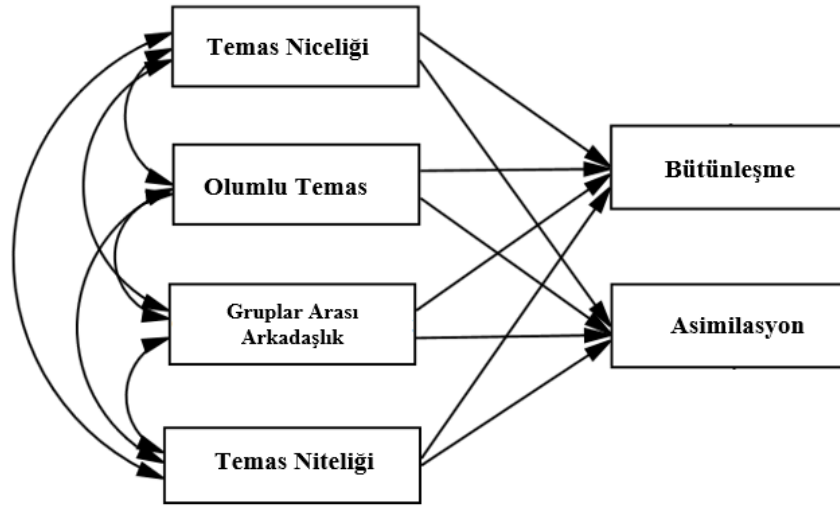 Temas Niceliği
Olumlu Temas
Gruplar Arası
Arkadaşlık
Temas Niteliği
Bütünleşme
Asimilasyon